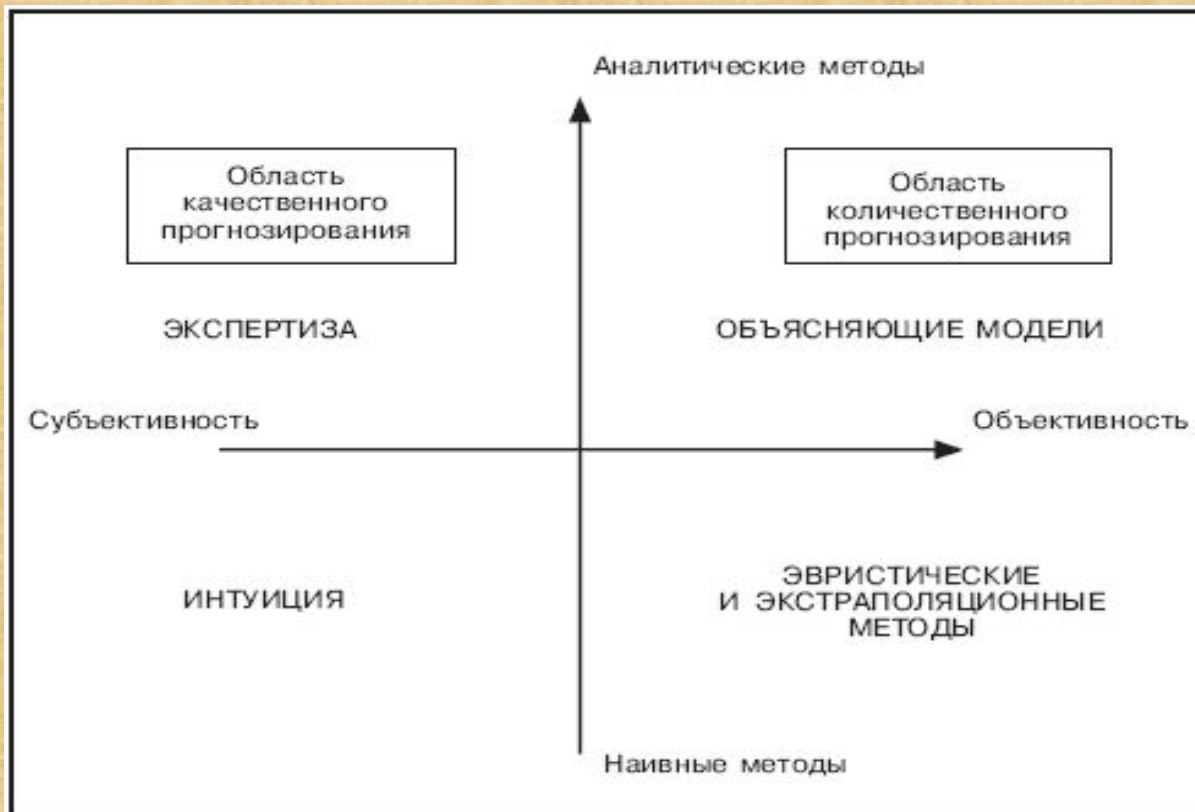 Аналитические методы
Область
качественного
прогнозирования
Область
количественного
прогнозирования
ЭКСПЕРТИЗА
ОБЪЯСНЯЮЩИЕ МОДЕЛИ
Субъективность
Объективность
ИНТУИЦИЯ
ЭВРИСТИЧЕСКИЕ
И ЭКСТРАПОЛЯЦИОННЫЕ
МЕТОДЫ
Наивные методы